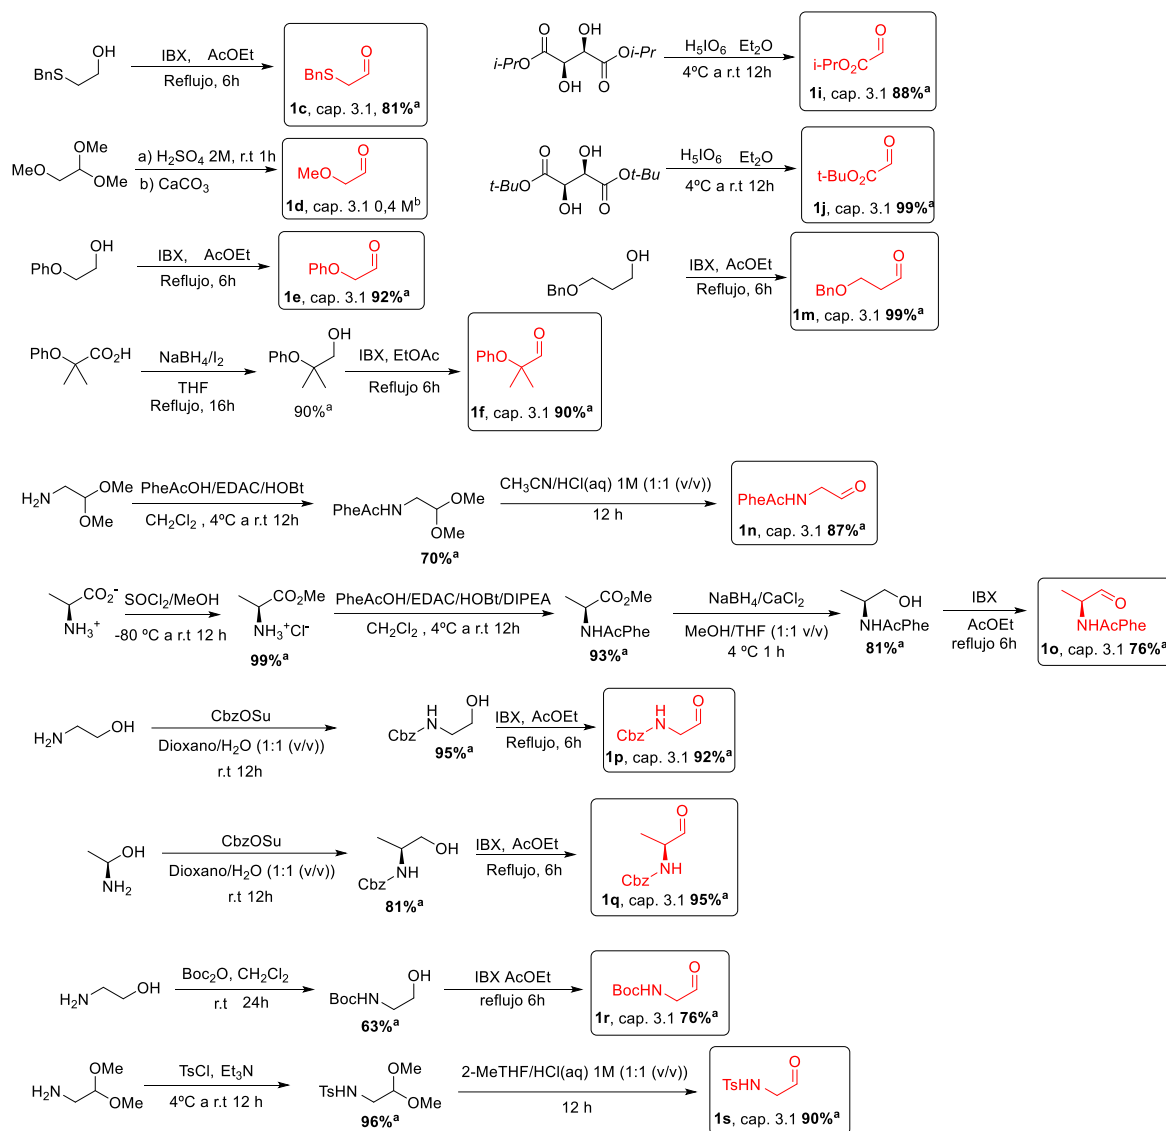 OH
BnS
IBX, AcOEt
Reflujo, 6h
O
BnS
1c, cap. 3.1, 81%a
O OH
i-PrO
Oi-Pr
OH O
H5IO6 Et2O
4ºC a r.t 12h
O
i-PrO2C
1i, cap. 3.1 88%a
OMe
MeO
OMe
a) H2SO4 2M, r.t 1h
b) CaCO3
O
MeO
1d, cap. 3.1 0,4 Mb
O OH
t-BuO
Ot-Bu
OH O
H5IO6 Et2O
4ºC a r.t 12h
O
t-BuO2C
1j, cap. 3.1 99%a
OH
PhO
IBX, AcOEt
Reflujo, 6h
O
PhO
1e, cap. 3.1 92%a
OH
BnO
IBX, AcOEt
Reflujo, 6h
O
BnO
1m, cap. 3.1 99%a
PhO
CO2H
NaBH4/I2
THF
Reflujo, 16h
OH
PhO
90%a
IBX, EtOAc
Reflujo 6h
O
PhO
1f, cap. 3.1 90%a
H2N
OMe
OMe
PheAcOH/EDAC/HOBt
CH2Cl2 , 4ºC a r.t 12h
PheAcHN
OMe
OMe
70%a
CH3CN/HCl(aq) 1M (1:1 (v/v))
12 h
PheAcHN
O
1n, cap. 3.1 87%a
CO2-
NH3+
SOCl2/MeOH
-80 ºC a r.t 12 h
CO2Me
NH3+Cl-
99%a
PheAcOH/EDAC/HOBt/DIPEA
CH2Cl2 , 4ºC a r.t 12h
CO2Me
NHAcPhe
93%a
NaBH4/CaCl2
MeOH/THF (1:1 v/v)
4 ºC 1 h
OH
NHAcPhe
81%a
IBX
AcOEt
reflujo 6h
O
NHAcPhe
1o, cap. 3.1 76%a
H2N
OH
CbzOSu
Dioxano/H2O (1:1 (v/v))
r.t 12h
OH
H
N
Cbz
95%a
IBX, AcOEt
Reflujo, 6h
O
H
N
Cbz
1p, cap. 3.1 92%a
OH
NH2
CbzOSu
Dioxano/H2O (1:1 (v/v))
r.t 12h
OH
NH
Cbz
81%a
IBX, AcOEt
Reflujo, 6h
O
NH
Cbz
1q, cap. 3.1 95%a
H2N
OH
Boc2O, CH2Cl2
r.t 24h
OH
BocHN
63%a
IBX AcOEt
reflujo 6h
O
BocHN
1r, cap. 3.1 76%a
H2N
OMe
OMe
TsCl, Et3N
4ºC a r.t 12 h
OMe
TsHN
OMe
96%a
2-MeTHF/HCl(aq) 1M (1:1 (v/v))
12 h
O
TsHN
1s, cap. 3.1 90%a